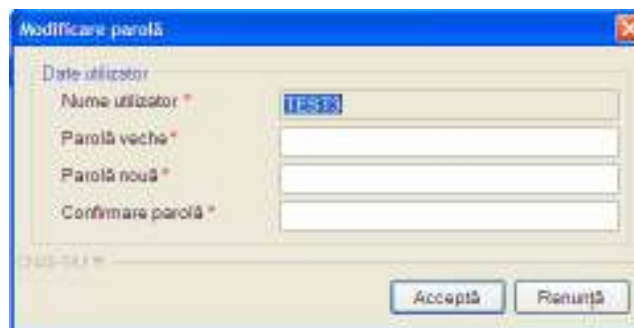 Modificare parolă
Date utilizator
Nume utilizator * TEST3
Parolă veche *
Parolă nouă *
Confirmare parolă *
Acceptă Renunță